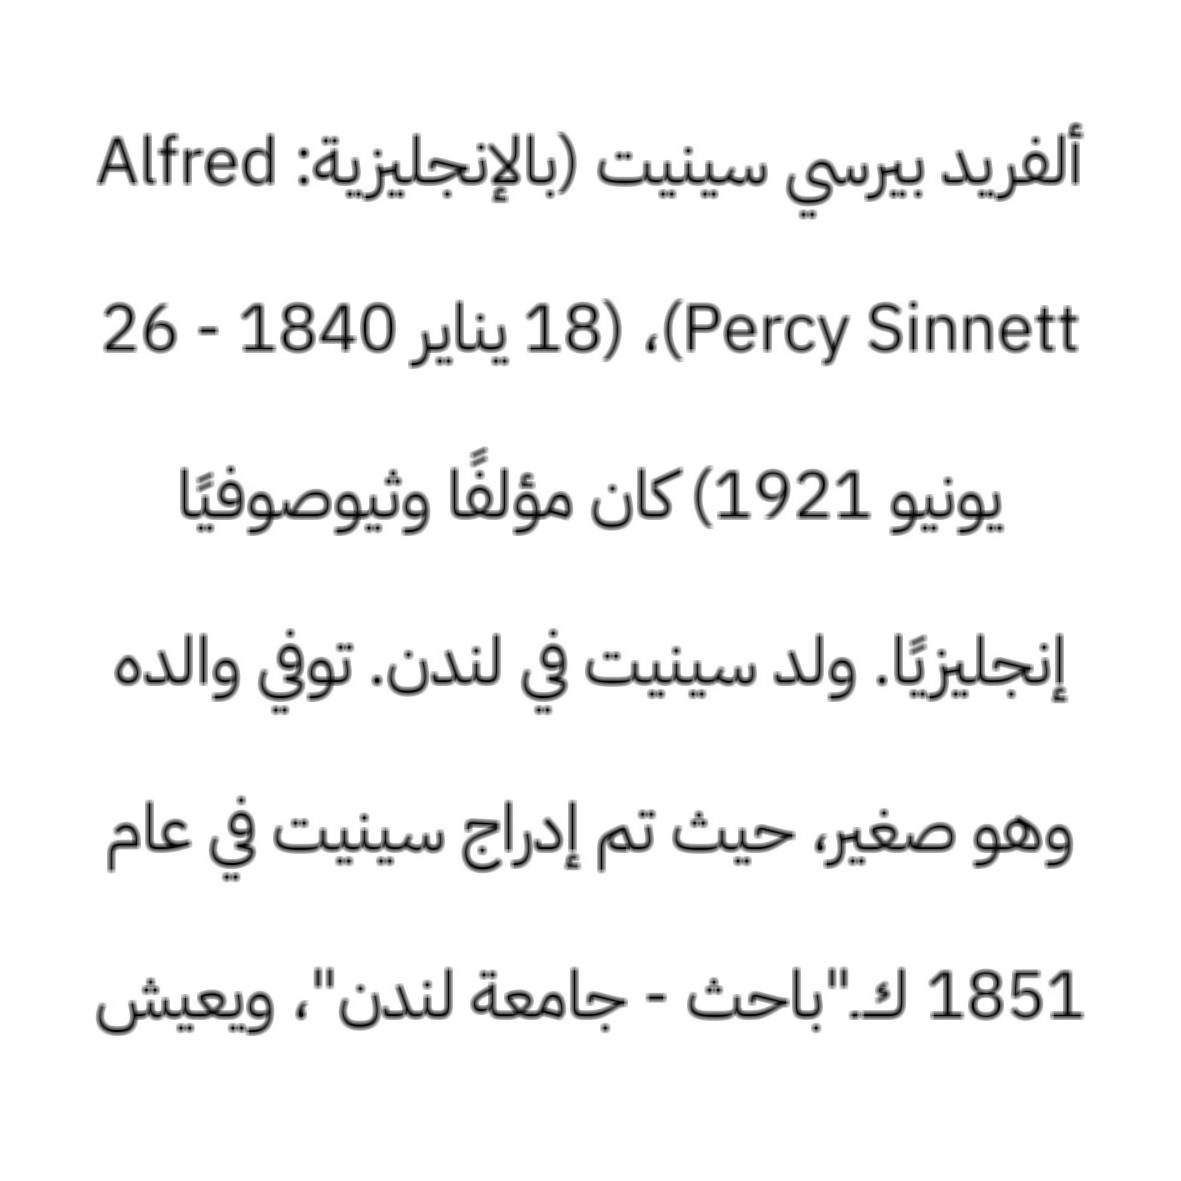 ألفريد بيرسي سينيت (بالإنجليزية: Alfred
Percy Sinnett)، (18 يناير 1840 - 26
يونيو 1921) كان مؤلفًا وثيوصوفيًا
إنجليزيًا. ولد سينيت في لندن. توفي والده
وهو صغير، حيث تم إدراج سينيت في عام
1851 كـ."باحث - جامعة لندن"، ويعيش